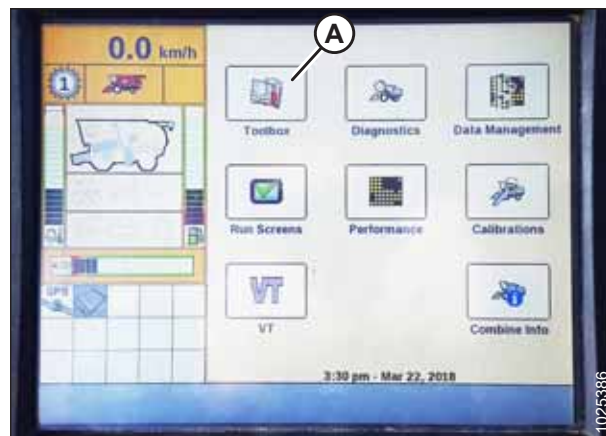 0.0 km/h
A
1
Toolbox
Diagnostics
Data Management
Run Screens
Performance
Calibrations
GPS
VT
VT
Combine Info
3:30 pm - Mar 22, 2018
1025386